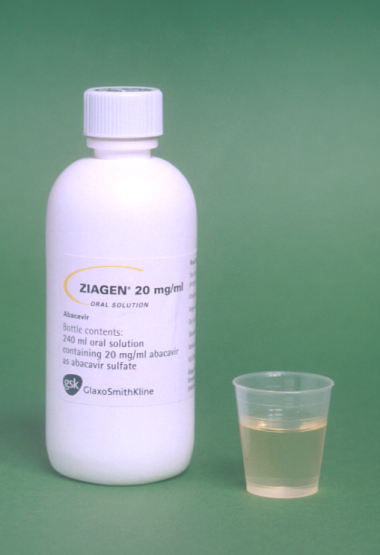 ZIAGEN® 20 mg/ml
ORAL SOLUTION
Abacavir
Bottle contents:
240 ml oral solution
containing 20 mg/ml abacavir
as abacavir sulfate
gsk GlaxoSmithKline